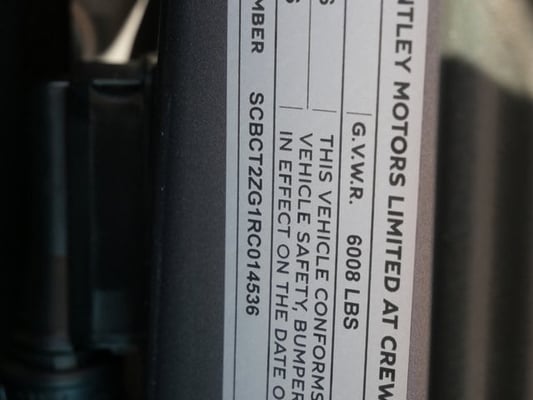 NTLEY MOTORS LIMITED AT CREW
G.V.W.R. 6008 LBS
THIS VEHICLE CONFORMS
VEHICLE SAFETY, BUMPER
IN EFFECT ON THE DATE O
MBER SCBCT2ZG1RC014536